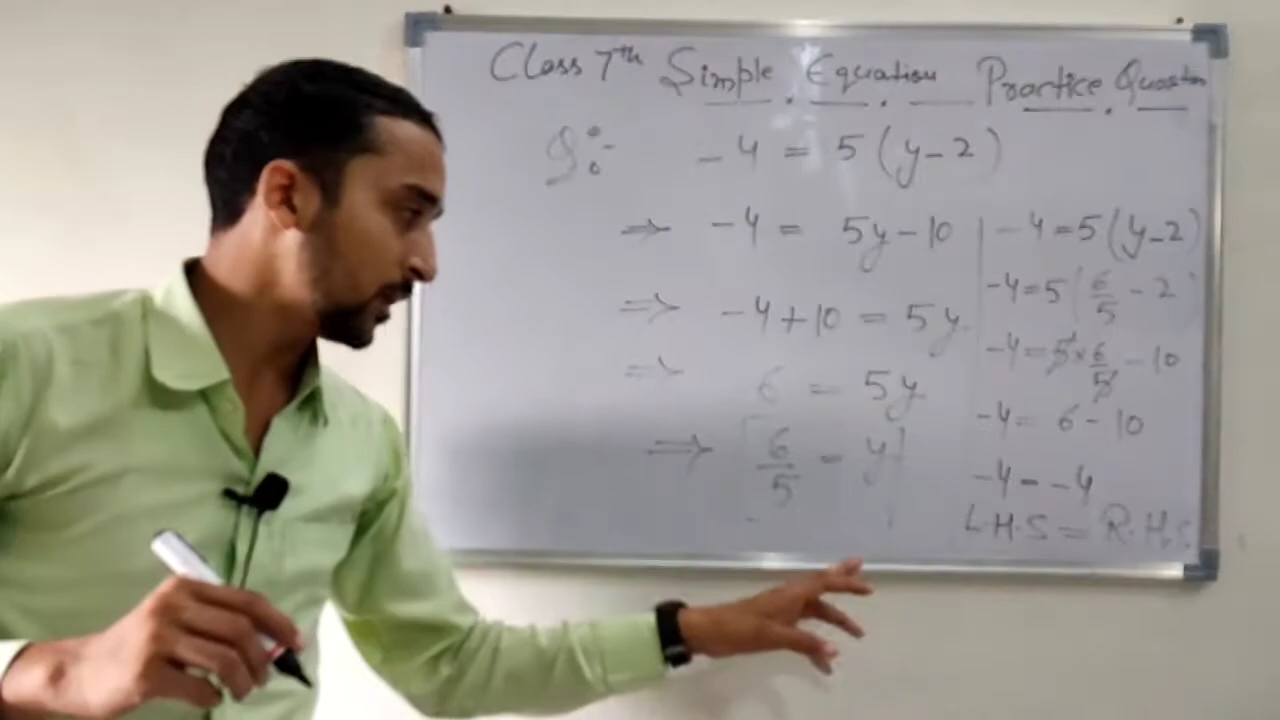 Class 7th Simple Equation Practice Question
Q:- -4 = 5(y-2)
⇒ -4 = 5y-10
⇒ -4+10 = 5y
⇒ 6 = 5y
⇒ 6/5 = y
-4=5(y-2)
-4=5(6/5-2)
-4=5×6/5-10
-4= 6-10
-4=-4
L.H.S = R.H.S